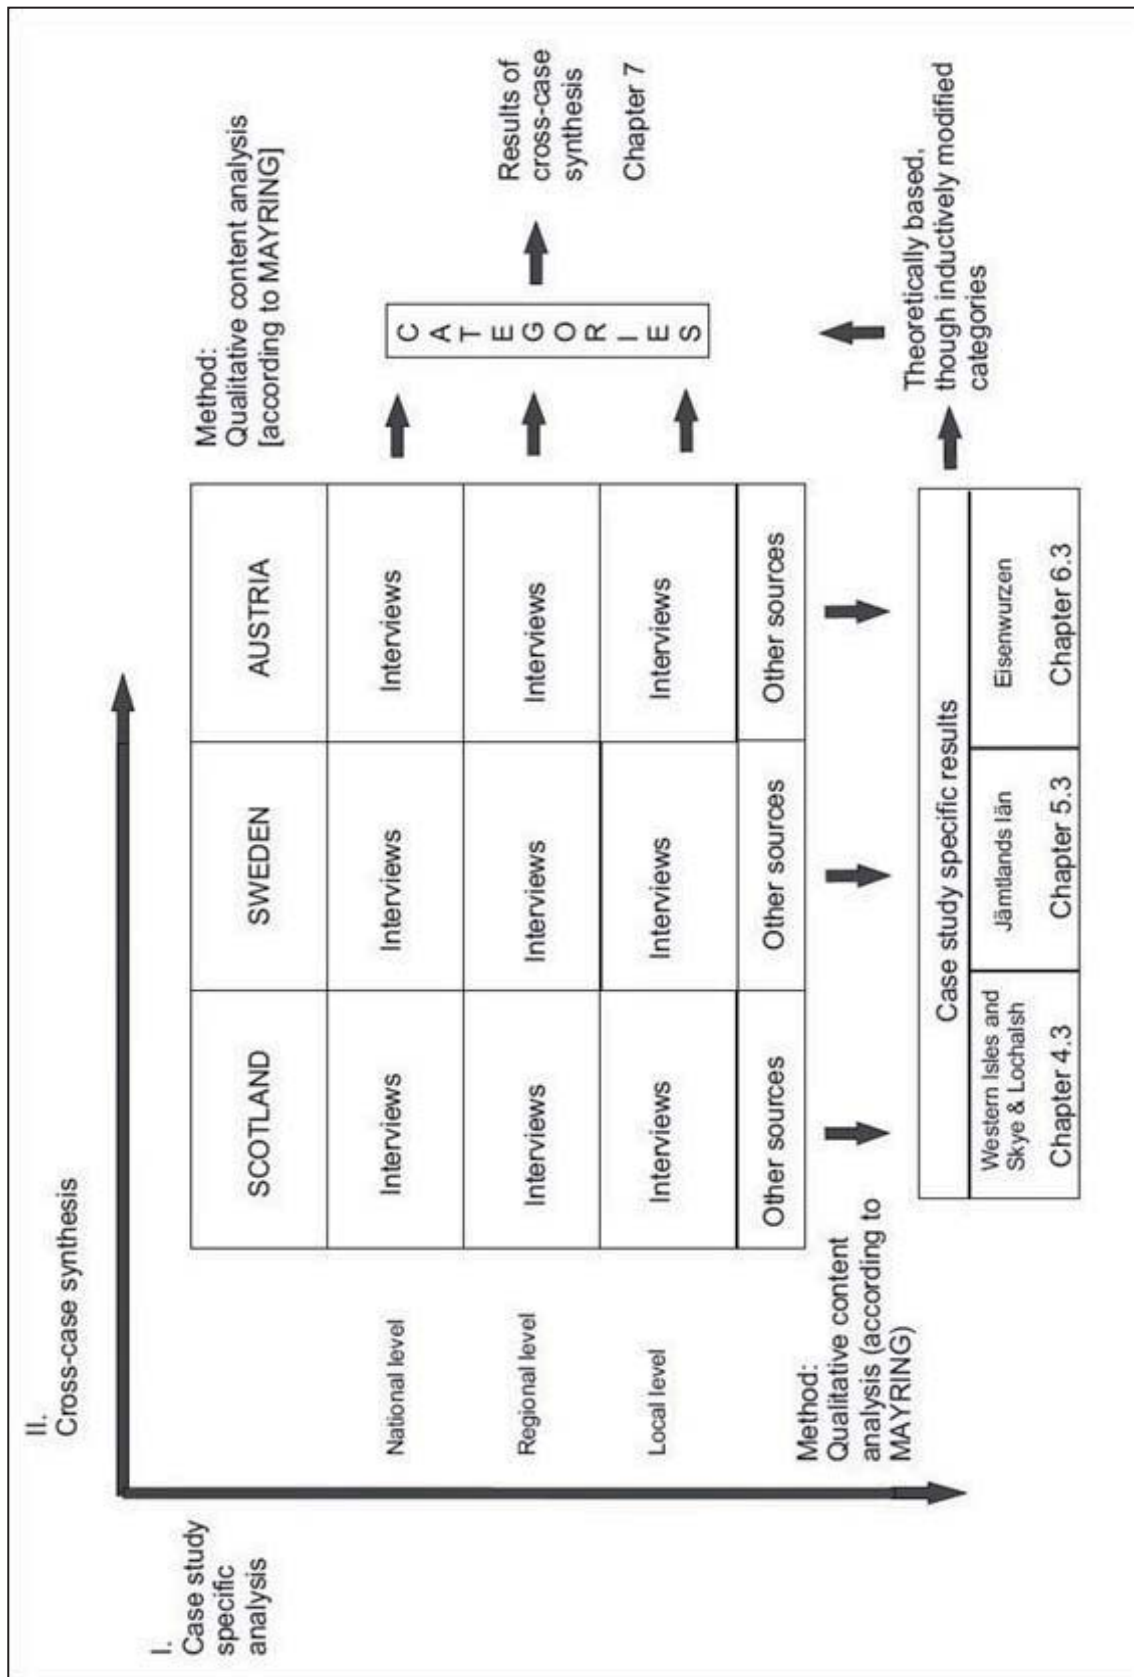 II.
Cross-case synthesis
I.
Case study
specific
analysis
Method:
Qualitative content analysis
[according to MAYRING]
SCOTLAND
SWEDEN
AUSTRIA
National level
Interviews
Interviews
Interviews
Regional level
Interviews
Interviews
Interviews
Local level
Interviews
Interviews
Interviews
Other sources
Other sources
Other sources
CATEGORIES
Results of
cross-case
synthesis
Chapter 7
Method:
Qualitative content
analysis (according to
MAYRING)
Case study specific results
Western Isles and
Skye & Lochalsh
Chapter 4.3
Jämtlands län
Chapter 5.3
Eisenwurzen
Chapter 6.3
Theoretically based,
though inductively modified
categories